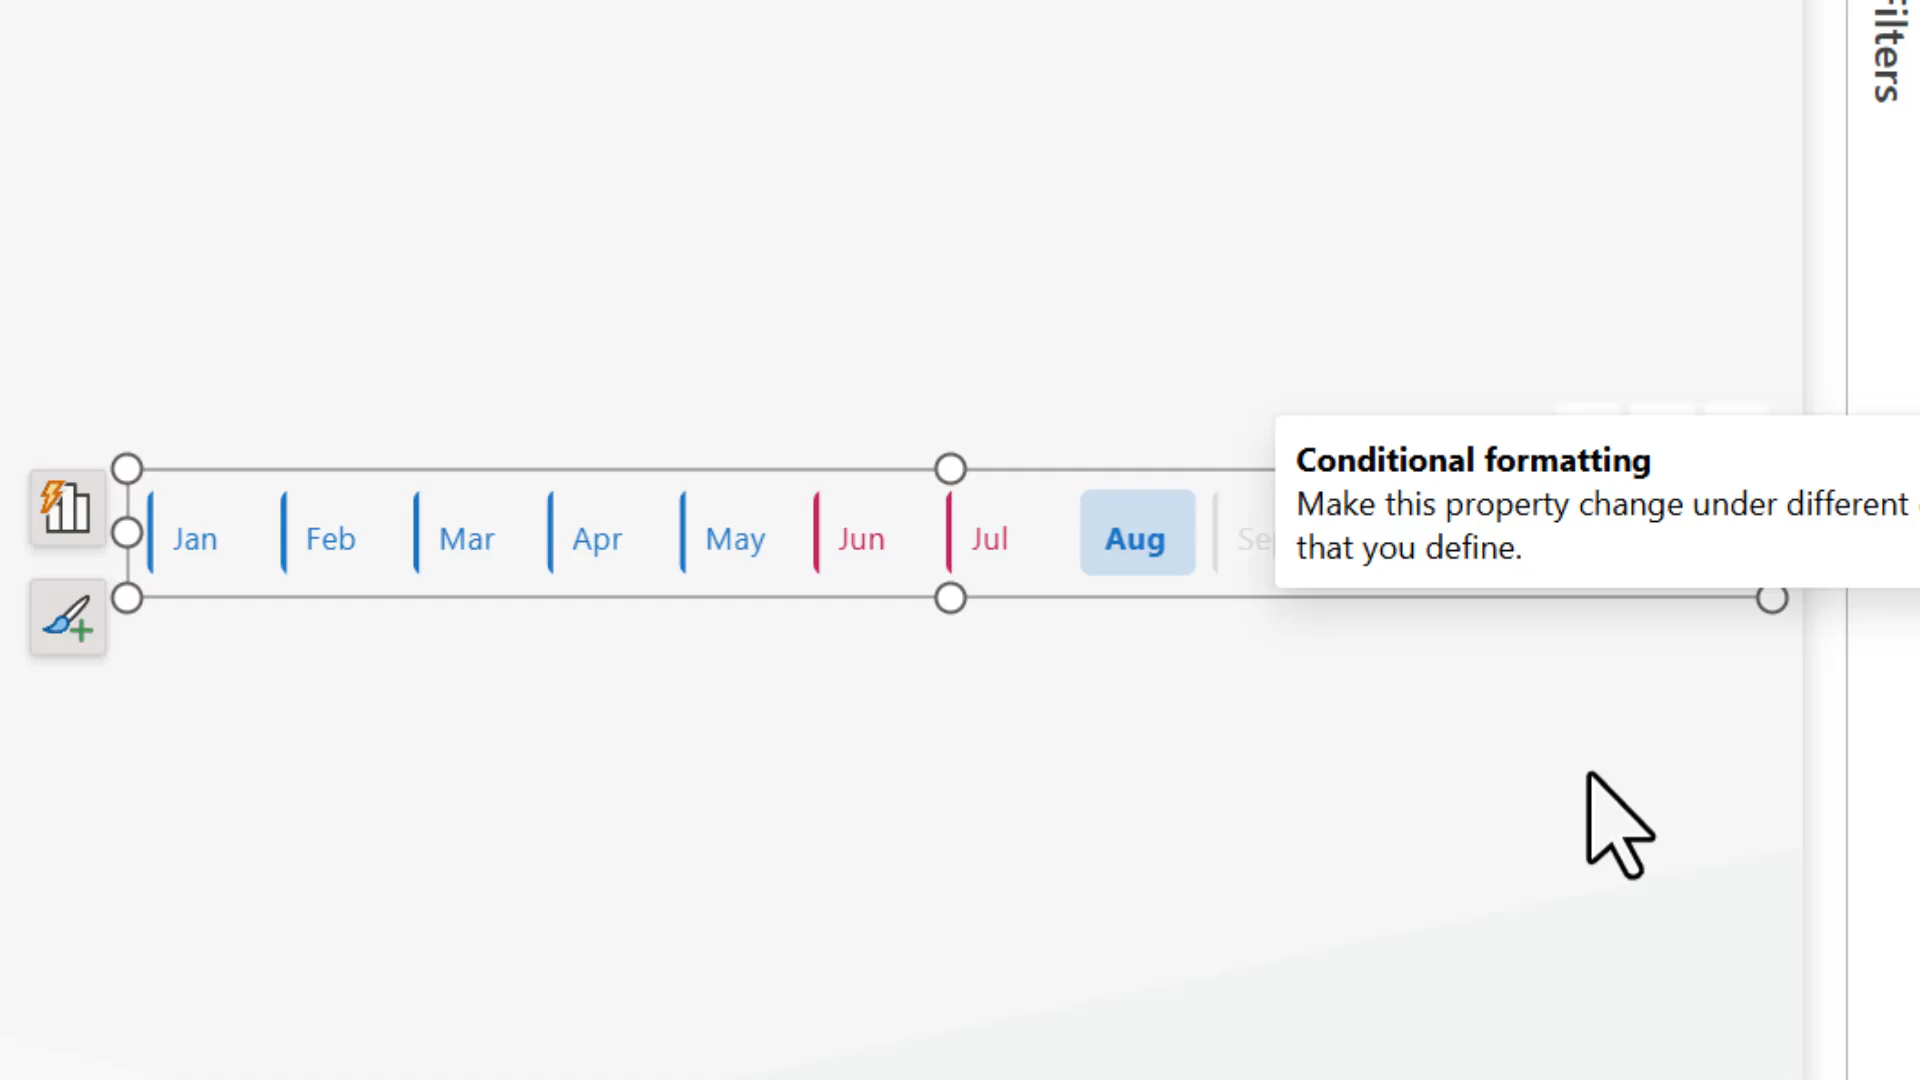 Filters
Conditional formatting
Make this property change under different
that you define.
Jan Feb Mar Apr May Jun Jul Aug